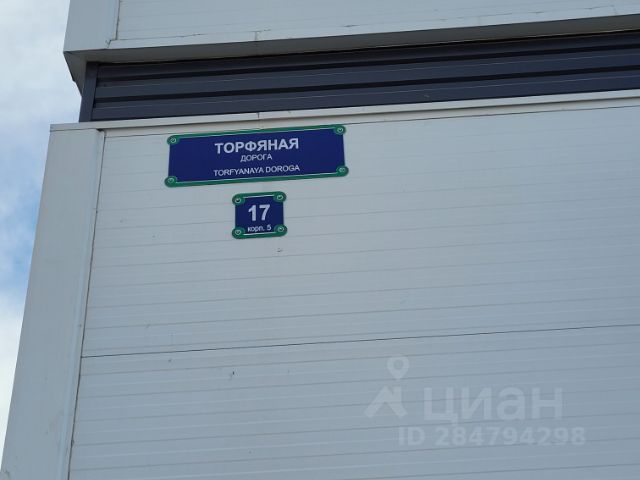 ТОРФЯНАЯ
ДОРОГА
TORFYANAYA DOROGA
17
корп. 5
ЦИАН
ID 284794298